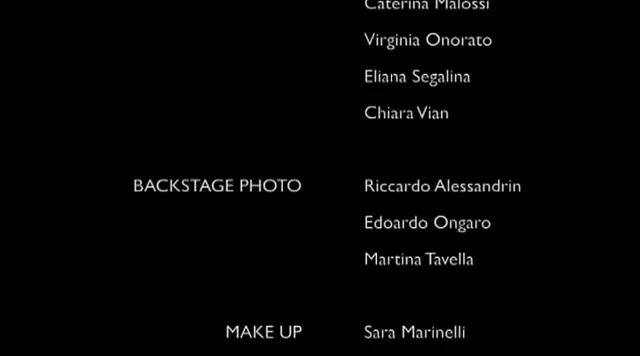 Caterina Malossi
Virginia Onorato
Eliana Segalina
Chiara Vian
BACKSTAGE PHOTO Riccardo Alessandrin
Edoardo Ongaro
Martina Tavella
MAKE UP Sara Marinelli